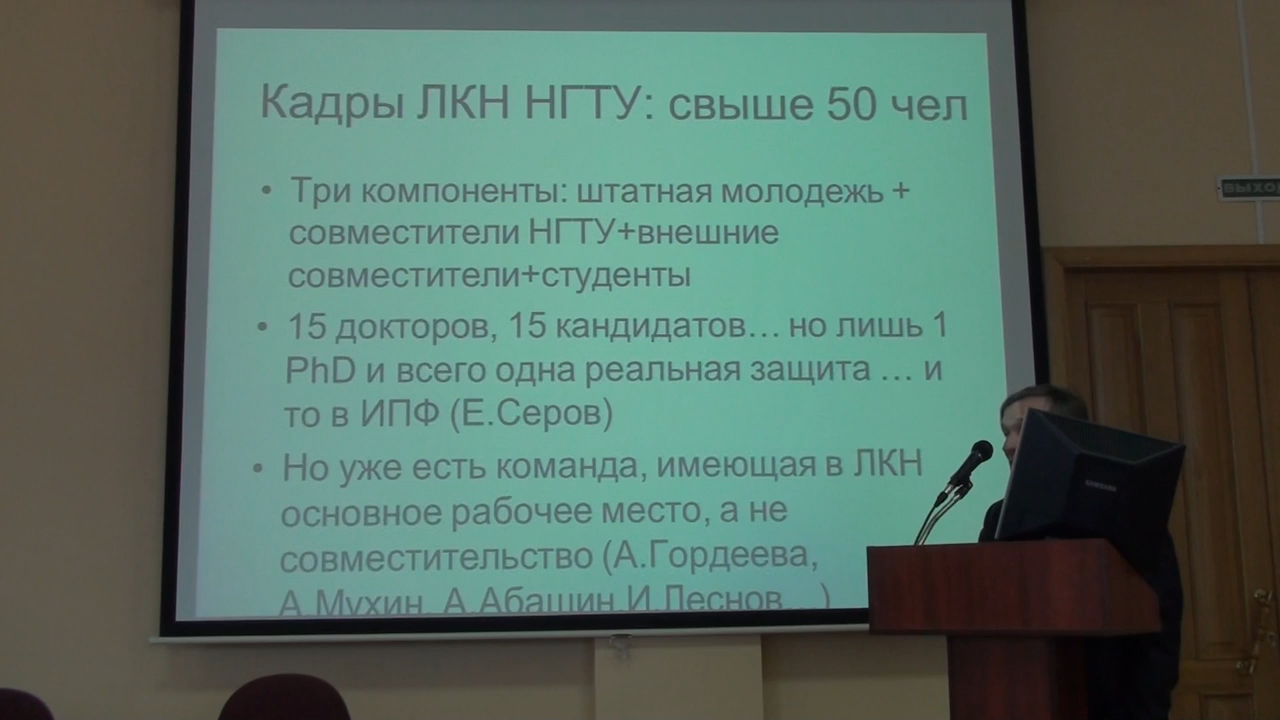 Кадры ЛКН НГТУ: свыше 50 чел
• Три компоненты: штатная молодежь +
совместители НГТУ+внешние
совместители+студенты
• 15 докторов, 15 кандидатов... но лишь 1
PhD и всего одна реальная защита ... и
то в ИПФ (Е.Серов)
• Но уже есть команда, имеющая в ЛКН
основное рабочее место, а не
совместительство (А.Гордеева,
А.Мухин, А.Абашин,И.Леснов...)
ВЫХО
SAMSUNG